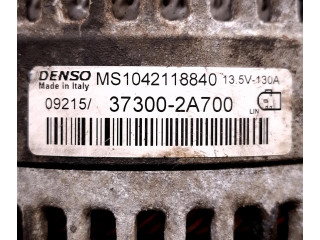 DENSO MS1042118840 13.5V-130A
Made in Italy
09215/ 37300-2A700
LIN